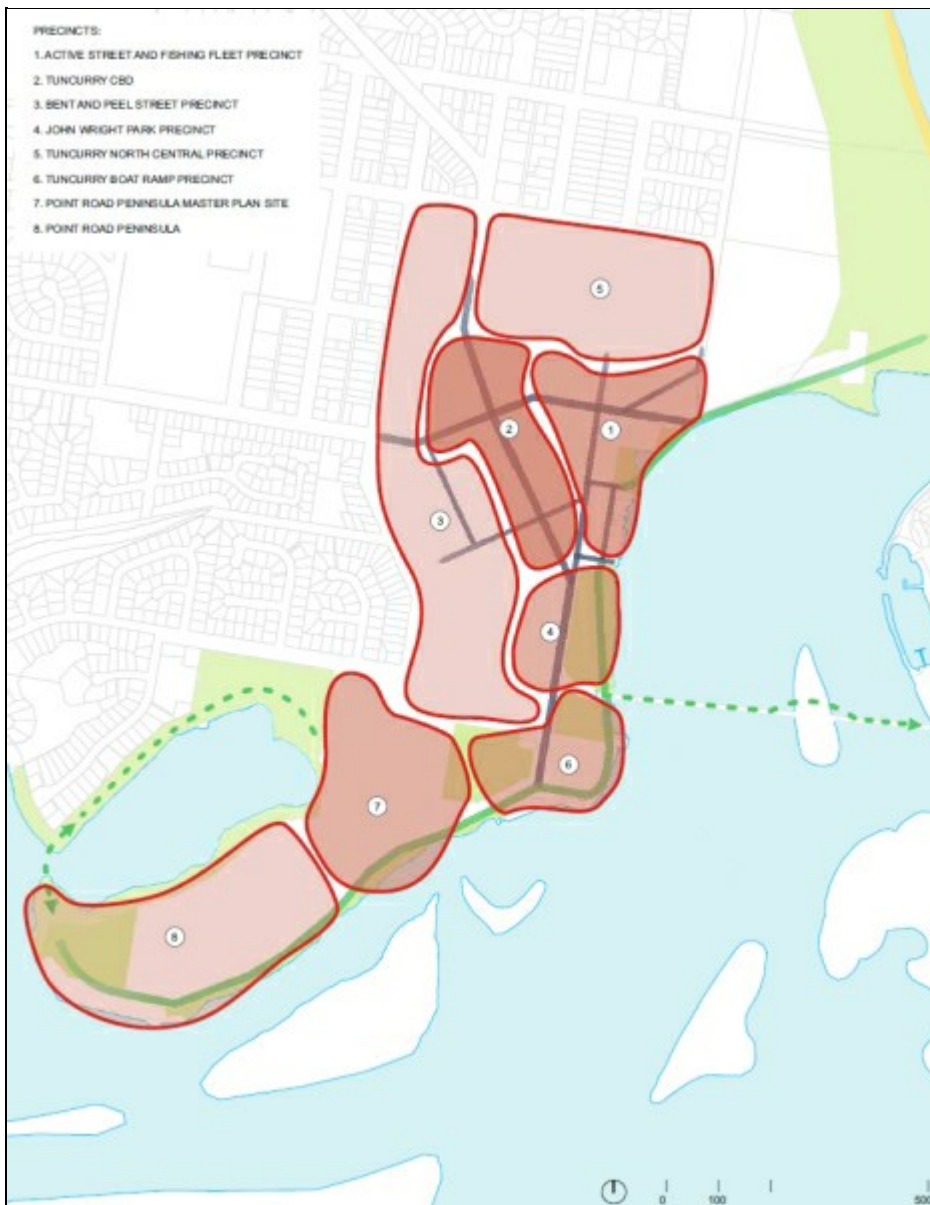 PRECINCTS:
1. ACTIVE STREET AND FISHING FLEET PRECINCT
2. TUNCURRY CBD
3. BENT AND PEEL STREET PRECINCT
4. JOHN WRIGHT PARK PRECINCT
5. TUNCURRY NORTH CENTRAL PRECINCT
6. TUNCURRY BOAT RAMP PRECINCT
7. POINT ROAD PENINSULA MASTER PLAN SITE
8. POINT ROAD PENINSULA
5
2
1
3
4
6
7
8
0 100 500